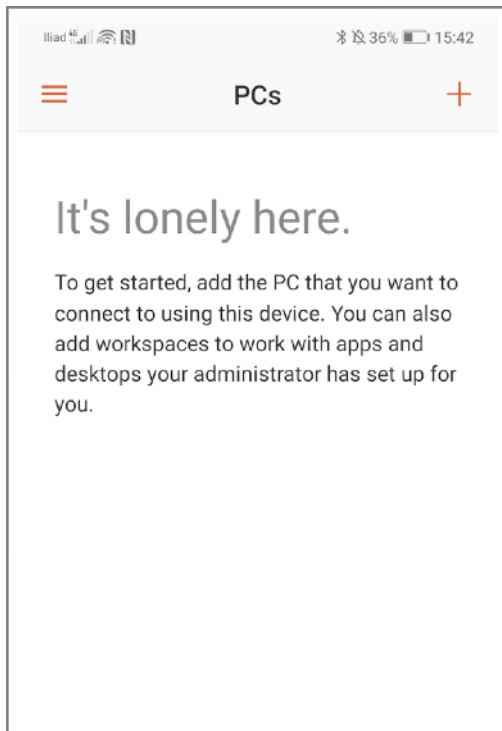 Iliad 4G 36% 15:42
PCs
It's lonely here.
To get started, add the PC that you want to
connect to using this device. You can also
add workspaces to work with apps and
desktops your administrator has set up for
you.